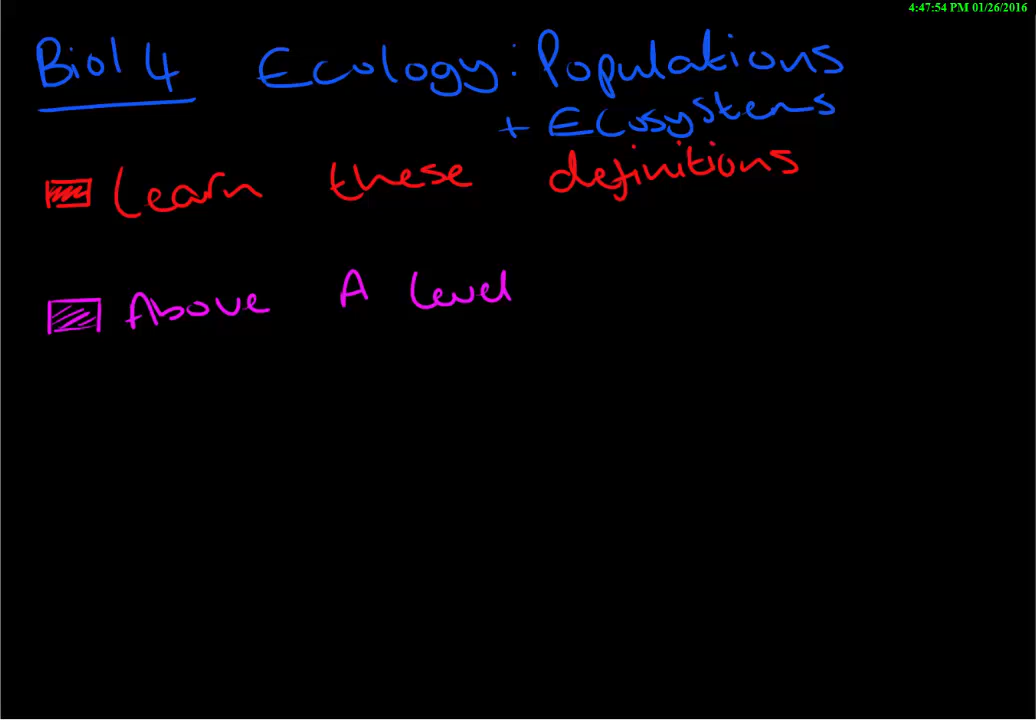 4:47:54 PM 01/26/2016
Biol 4 Ecology: Populations
+ Ecosystems
Learn these definitions
Above A level